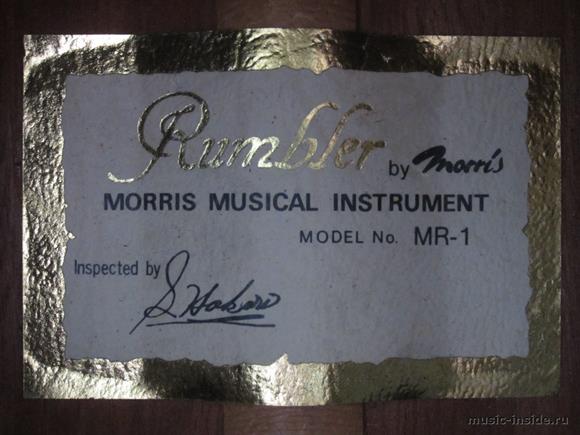 Rumbler by Morris
MORRIS MUSICAL INSTRUMENT
MODEL No. MR-1
Inspected by
music-inside.ru